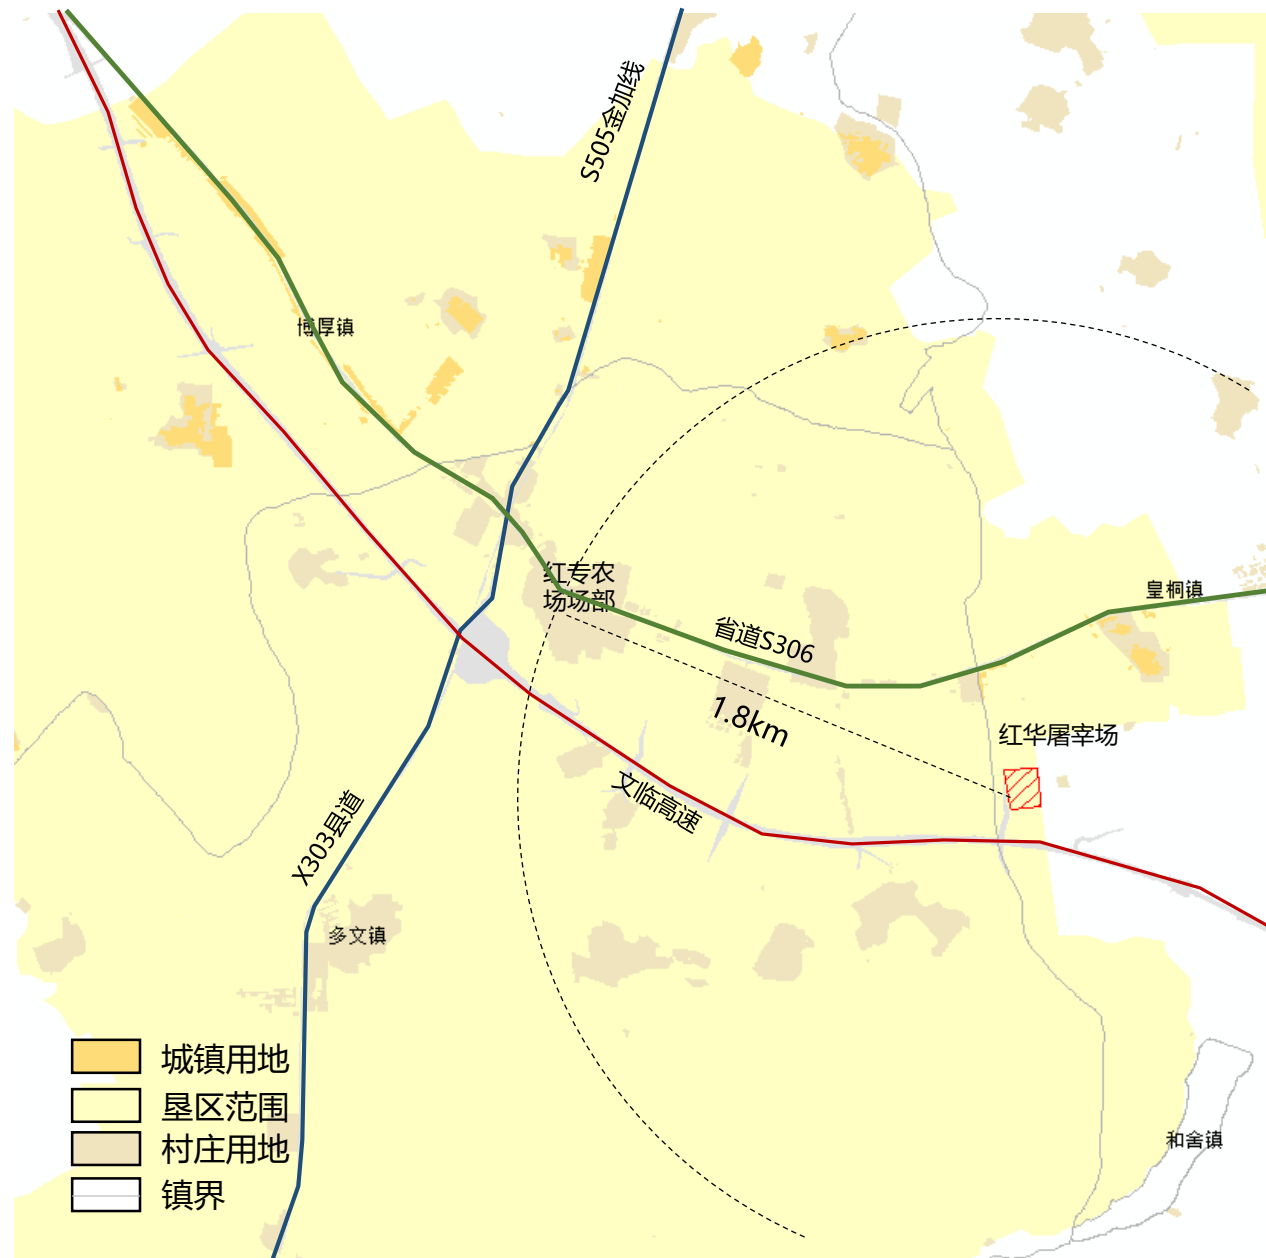 S505金加线
博厚镇
红专农
场场部
皇桐镇
省道S306
1.8km
红华屠宰场
文临高速
X303县道
多文镇
城镇用地
垦区范围
村庄用地
镇界
和舍镇